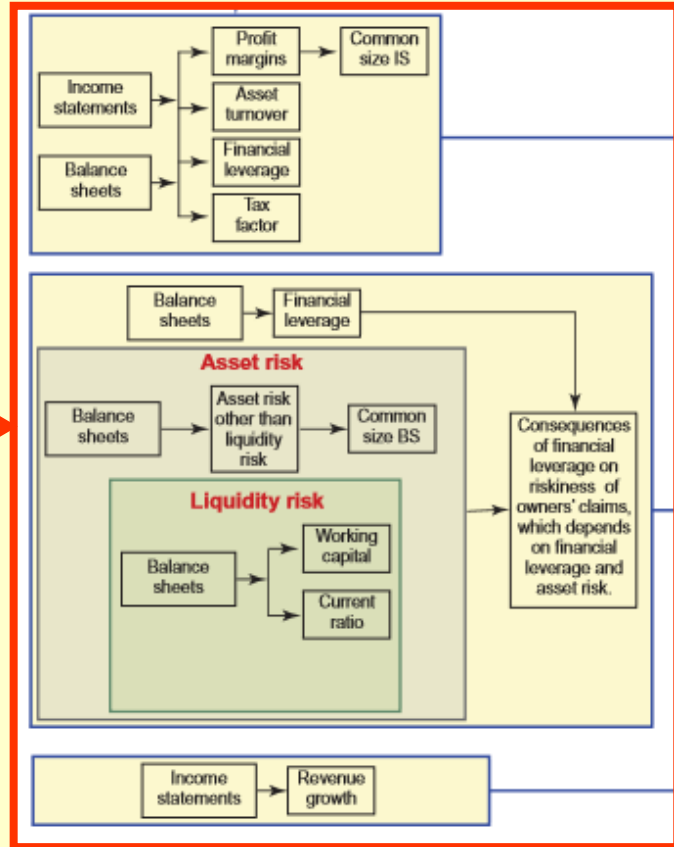 Profit
margins
Common
size IS
Income
statements
Asset
turnover
Financial
leverage
Balance
sheets
Tax
factor
Balance
sheets
Financial
leverage
Asset risk
Balance
sheets
Asset risk
other than
liquidity
risk
Common
size BS
Consequences
of financial
leverage on
riskiness of
owners' claims,
which depends
on financial
leverage and
asset risk.
Liquidity risk
Working
capital
Balance
sheets
Current
ratio
Income
statements
Revenue
growth